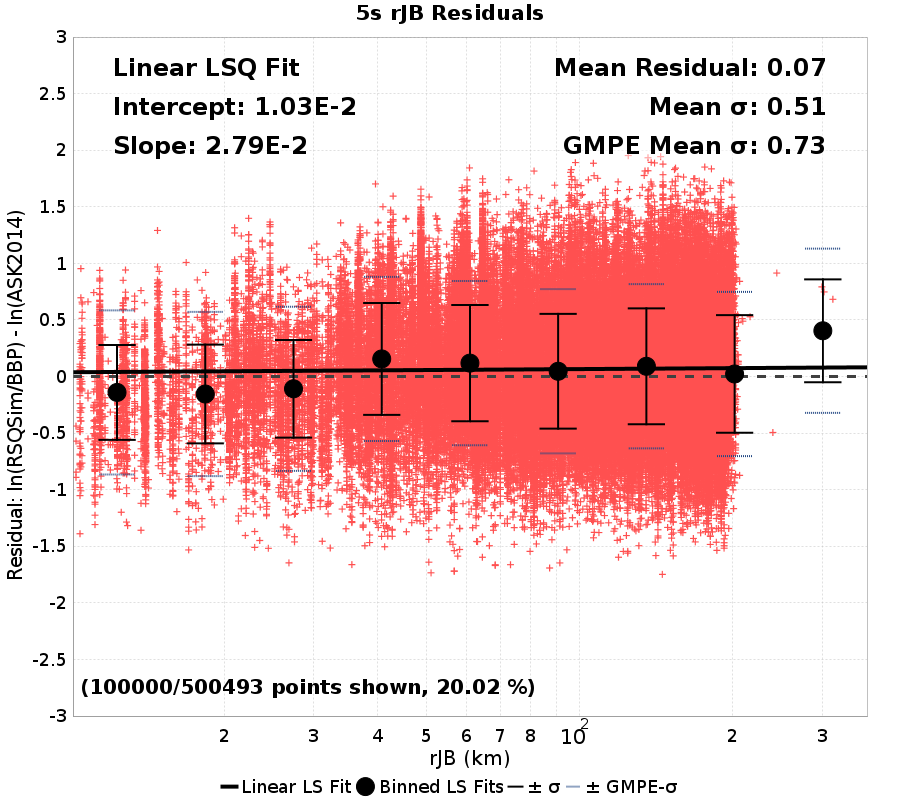 5s rJB Residuals
Linear LSQ Fit
Intercept: 1.03E-2
Slope: 2.79E-2
Mean Residual: 0.07
Mean σ: 0.51
GMPE Mean σ: 0.73
Residual: ln(RSQSim/BBP) - ln(ASK2014)
3
2.5
2
1.5
1
0.5
0
-0.5
-1
-1.5
-2
-2.5
-3
(100000/500493 points shown, 20.02 %)
2 3 4 5 6 7 8 10² 2 3
rJB (km)
Linear LS Fit Binned LS Fits ± σ ± GMPE-σ